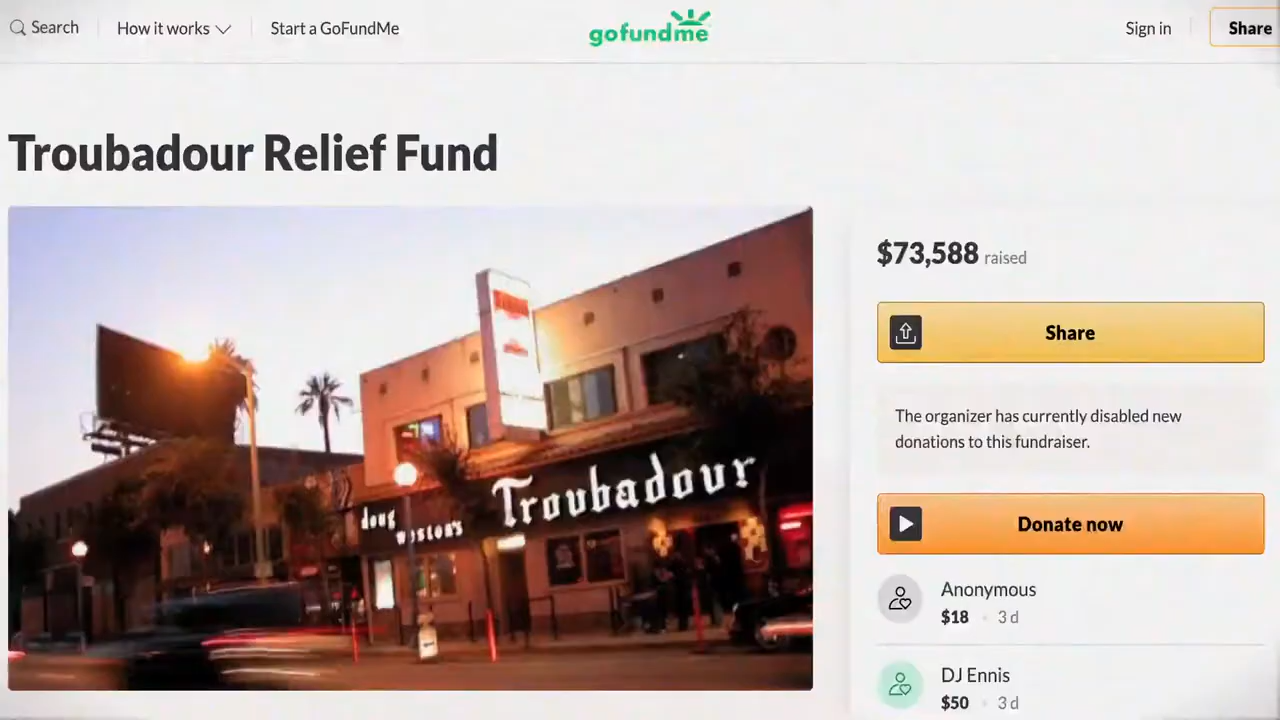 Search
How it works
Start a GoFundMe
gofundme
Sign in
Share
Troubadour Relief Fund
$73,588 raised
Share
The organizer has currently disabled new
donations to this fundraiser.
Donate now
Anonymous
$18 · 3 d
DJ Ennis
$50 · 3 d
doug
weston's
Troubadour